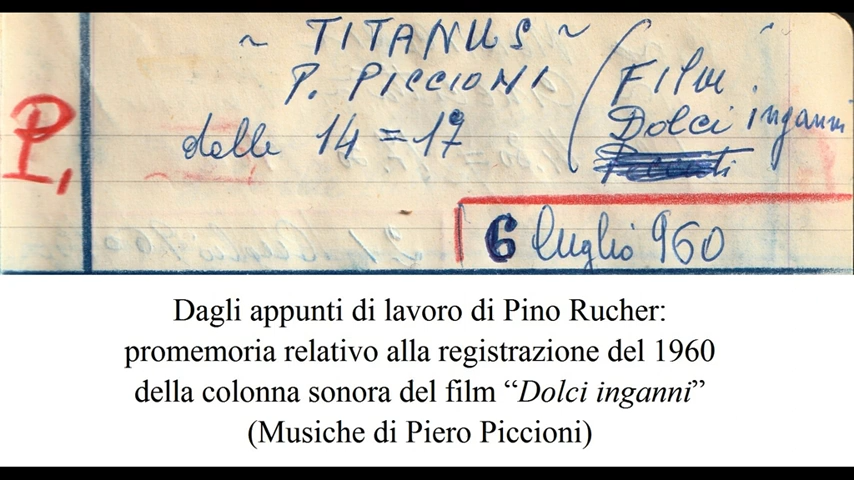 ~ TITANUS ~
P. PICCIONI
delle 14=17
Film
Dolci inganni
P.
6 luglio 960
Dagli appunti di lavoro di Pino Rucher:
promemoria relativo alla registrazione del 1960
della colonna sonora del film “Dolci inganni”
(Musiche di Piero Piccioni)